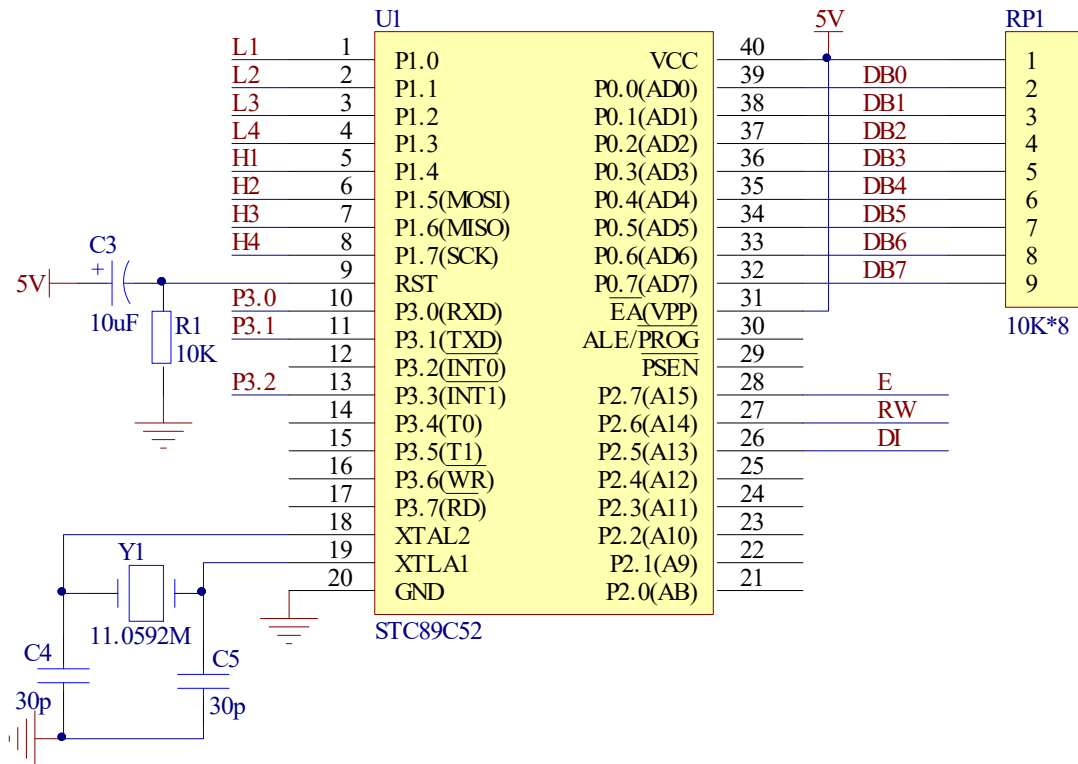 U1
5V
RP1
L1 1 P1.0 VCC 40 1
L2 2 P1.1 P0.0(AD0) 39 DB0 2
L3 3 P1.2 P0.1(AD1) 38 DB1 3
L4 4 P1.3 P0.2(AD2) 37 DB2 4
H1 5 P1.4 P0.3(AD3) 36 DB3 5
H2 6 P1.5(MOSI) P0.4(AD4) 35 DB4 6
H3 7 P1.6(MISO) P0.5(AD5) 34 DB5 7
H4 8 P1.7(SCK) P0.6(AD6) 33 DB6 8
9 RST P0.7(AD7) 32 DB7 9
P3.0 10 P3.0(RXD) EA(VPP) 31
P3.1 11 P3.1(TXD) ALE/PROG 30
12 P3.2(INT0) PSEN 29
P3.2 13 P3.3(INT1) P2.7(A15) 28 E
14 P3.4(T0) P2.6(A14) 27 RW
15 P3.5(T1) P2.5(A13) 26 DI
16 P3.6(WR) P2.4(A12) 25
17 P3.7(RD) P2.3(A11) 24
18 XTAL2 P2.2(A10) 23
19 XTLA1 P2.1(A9) 22
20 GND P2.0(AB) 21
STC89C52
10K*8
C3
+
5V
10uF
R1
10K
Y1
11.0592M
C4
30p
C5
30p